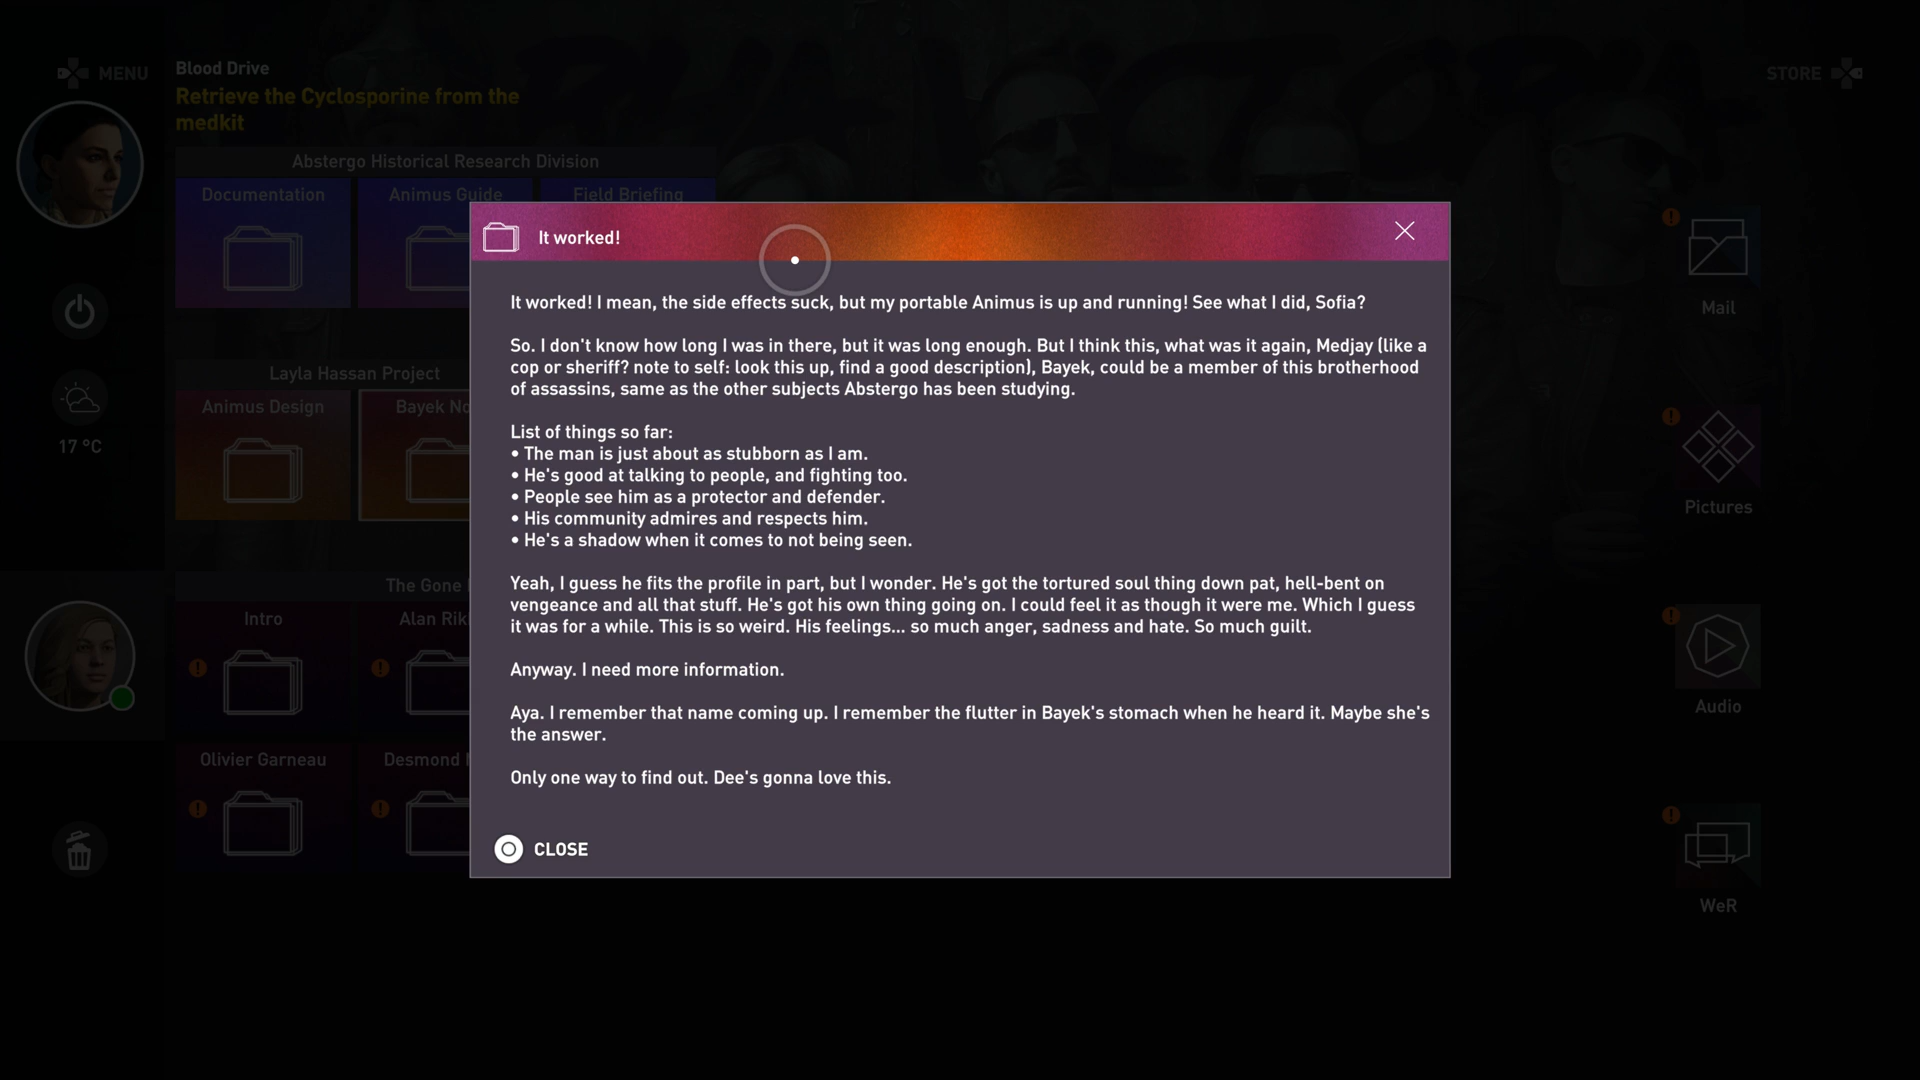 MENU
Blood Drive
Retrieve the Cyclosporine from the
medkit
STORE
Abstergo Historical Research Division
Documentation
Animus Guide
Field Briefing
It worked!
It worked! I mean, the side effects suck, but my portable Animus is up and running! See what I did, Sofia?
So. I don't know how long I was in there, but it was long enough. But I think this, what was it again, Medjay (like a
cop or sheriff? note to self: look this up, find a good description), Bayek, could be a member of this brotherhood
of assassins, same as the other subjects Abstergo has been studying.
List of things so far:
• The man is just about as stubborn as I am.
• He's good at talking to people, and fighting too.
• People see him as a protector and defender.
• His community admires and respects him.
• He's a shadow when it comes to not being seen.
Yeah, I guess he fits the profile in part, but I wonder. He's got the tortured soul thing down pat, hell-bent on
vengeance and all that stuff. He's got his own thing going on. I could feel it as though it were me. Which I guess
it was for a while. This is so weird. His feelings... so much anger, sadness and hate. So much guilt.
Anyway. I need more information.
Aya. I remember that name coming up. I remember the flutter in Bayek's stomach when he heard it. Maybe she's
the answer.
Only one way to find out. Dee's gonna love this.
CLOSE
Layla Hassan Project
Animus Design
Bayek No
17 °C
The Gone
Intro
Alan Rik
Olivier Garneau
Desmond
Mail
Pictures
Audio
WeR